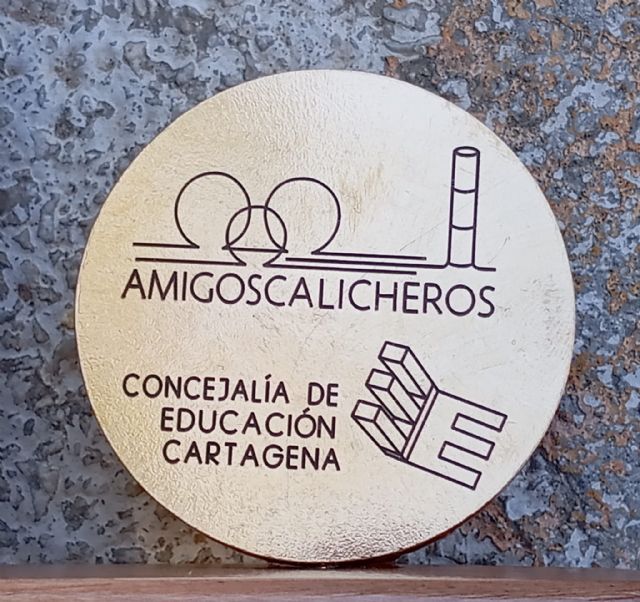 AMIGOSCALICHEROS
CONCEJALÍA DE
EDUCACIÓN
CARTAGENA